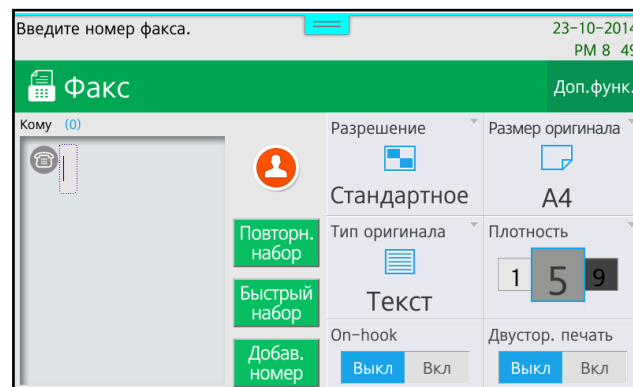 Введите номер факса.
23-10-2014
PM 8 49
Факс
Доп.функ.
Кому (0)
Повторн.
набор
Быстрый
набор
Добав.
номер
Разрешение
Стандартное
Размер оригинала
A4
Тип оригинала
Текст
Плотность
1 5 9
On-hook
Выкл Вкл
Двустор. печать
Выкл Вкл